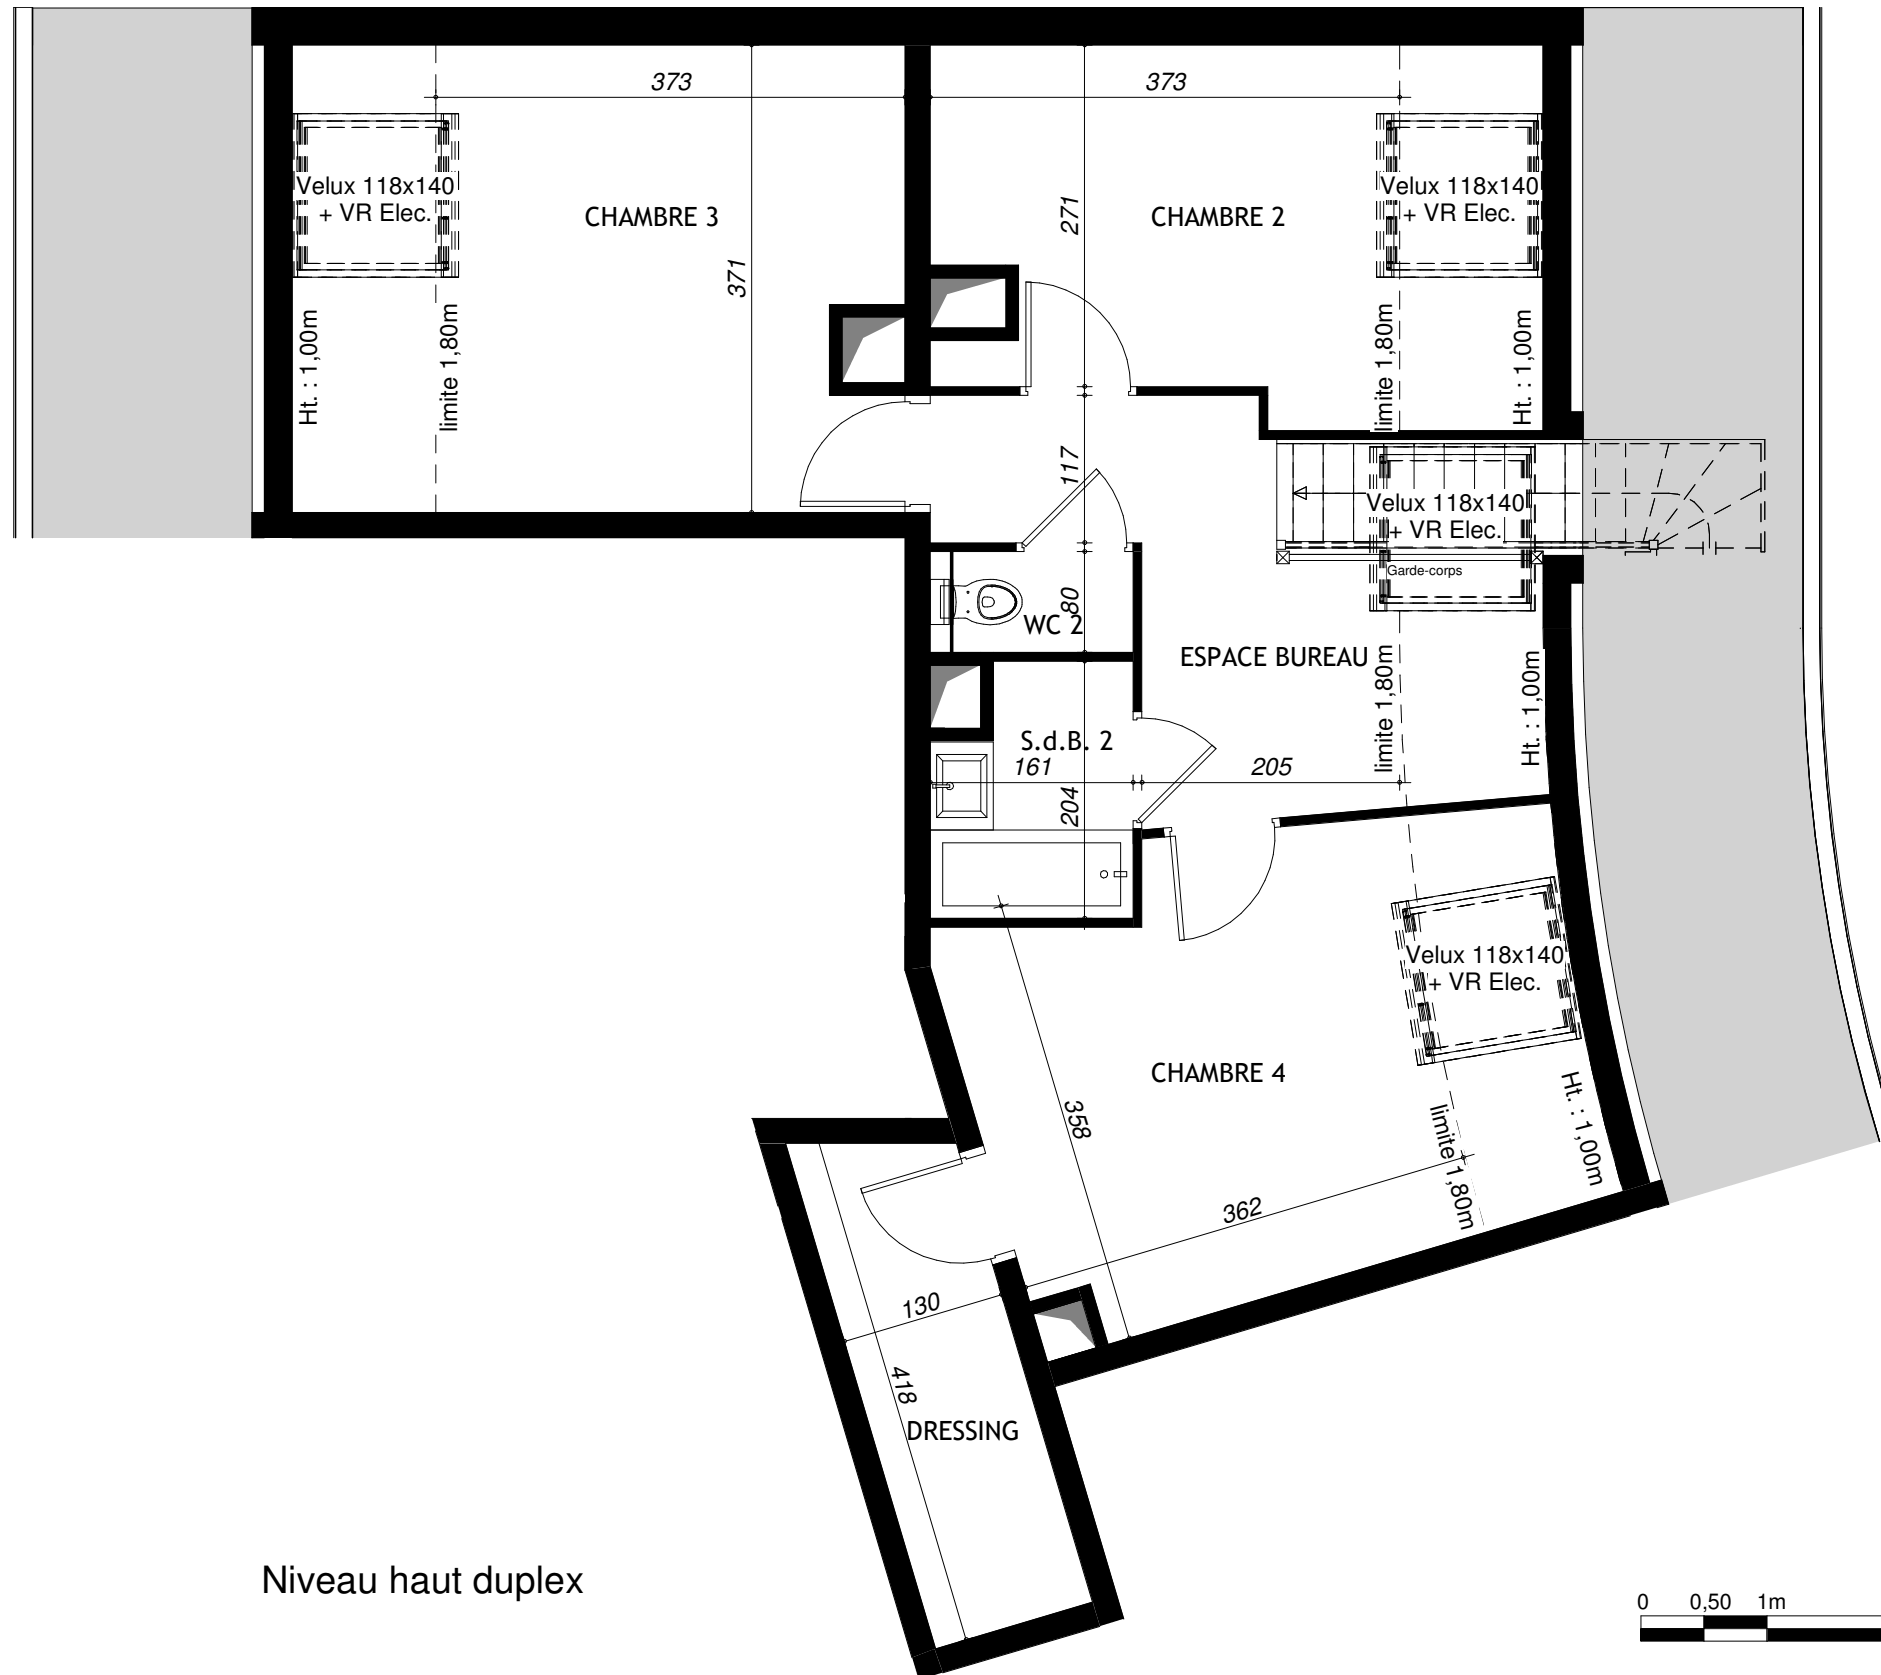 373
373
Velux 118x140
+ VR Elec.
CHAMBRE 3
371
271
CHAMBRE 2
Velux 118x140
+ VR Elec.
Ht. : 1,00m
limite 1,80m
limite 1,80m
Ht. : 1,00m
117
Velux 118x140
+ VR Elec.
Garde-corps
80
WC 2
ESPACE BUREAU
limite 1,80m
Ht. : 1,00m
S.d.B. 2
161
205
204
Velux 118x140
+ VR Elec.
CHAMBRE 4
358
limite 1,80m
Ht. : 1,00m
362
130
418
DRESSING
Niveau haut duplex
0 0,50 1m